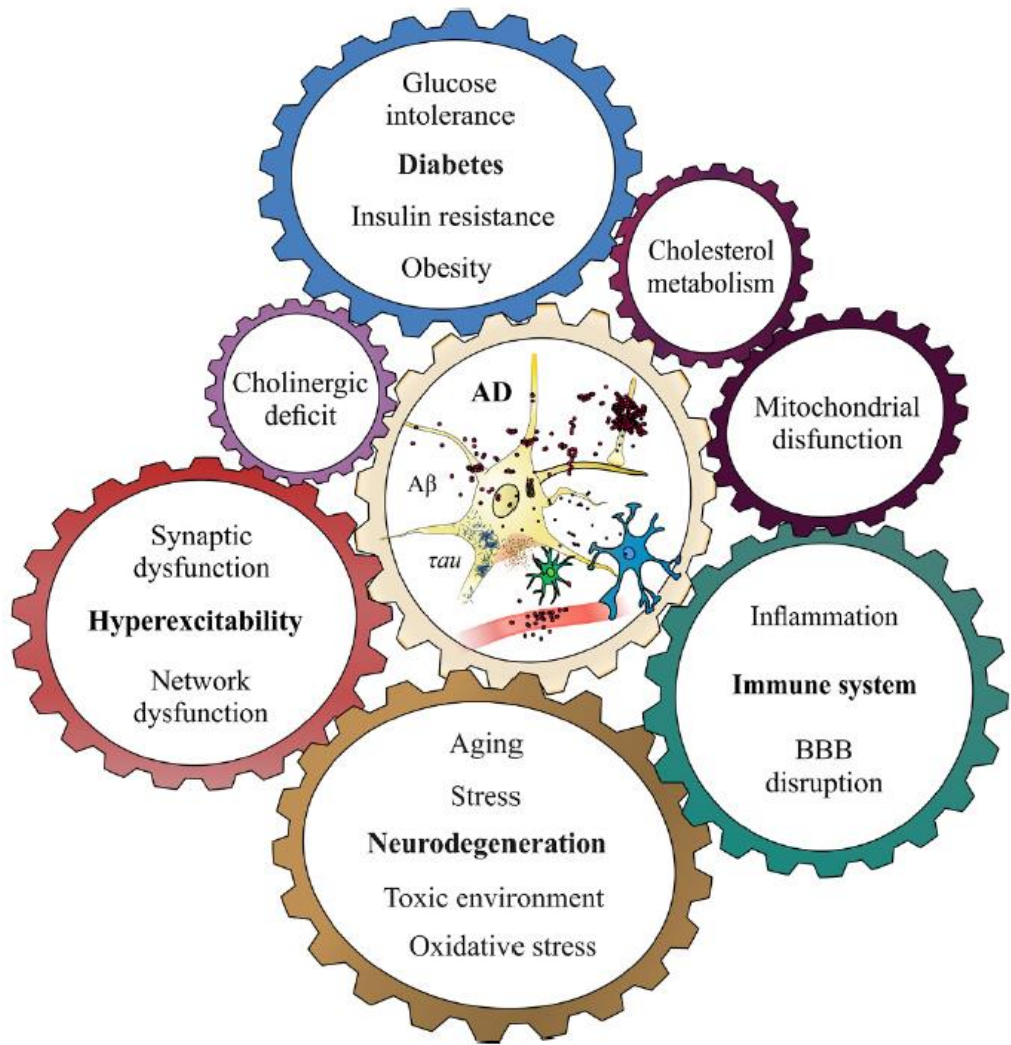 Glucose
intolerance
Diabetes
Insulin resistance
Obesity
Cholesterol
metabolism
Cholinergic
deficit
AD
Aβ
τau
Mitochondrial
disfunction
Synaptic
dysfunction
Hyperexcitability
Network
dysfunction
Inflammation
Immune system
BBB
disruption
Aging
Stress
Neurodegeneration
Toxic environment
Oxidative stress